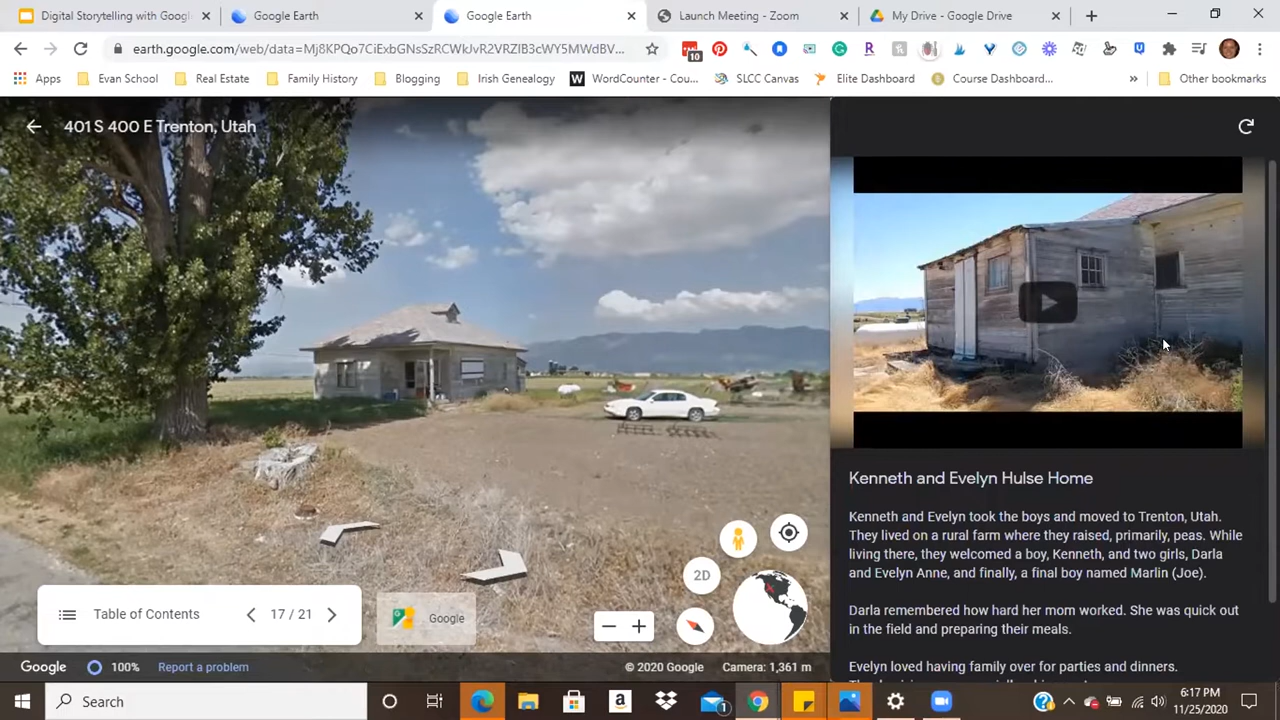 Digital Storytelling with Googl
Google Earth
Google Earth
Launch Meeting - Zoom
My Drive - Google Drive
earth.google.com/web/data=Mj8KPQo7CiExbGNsSzRCWkJvR2VRZlB3cWY5MWdBV...
10
Apps
Evan School
Real Estate
Family History
Blogging
Irish Genealogy
W
WordCounter - Cou...
SLCC Canvas
Elite Dashboard
Course Dashboard...
»
Other bookmarks
401 S 400 E Trenton, Utah
Kenneth and Evelyn Hulse Home
Kenneth and Evelyn took the boys and moved to Trenton, Utah.
They lived on a rural farm where they raised, primarily, peas. While
living there, they welcomed a boy, Kenneth, and two girls, Darla
and Evelyn Anne, and finally, a final boy named Marlin (Joe).
Darla remembered how hard her mom worked. She was quick out
in the field and preparing their meals.
Evelyn loved having family over for parties and dinners.
2D
Table of Contents
17 / 21
Google
Google
100%
Report a problem
© 2020 Google
Camera: 1,361 m
Search
1
6:17 PM
11/25/2020